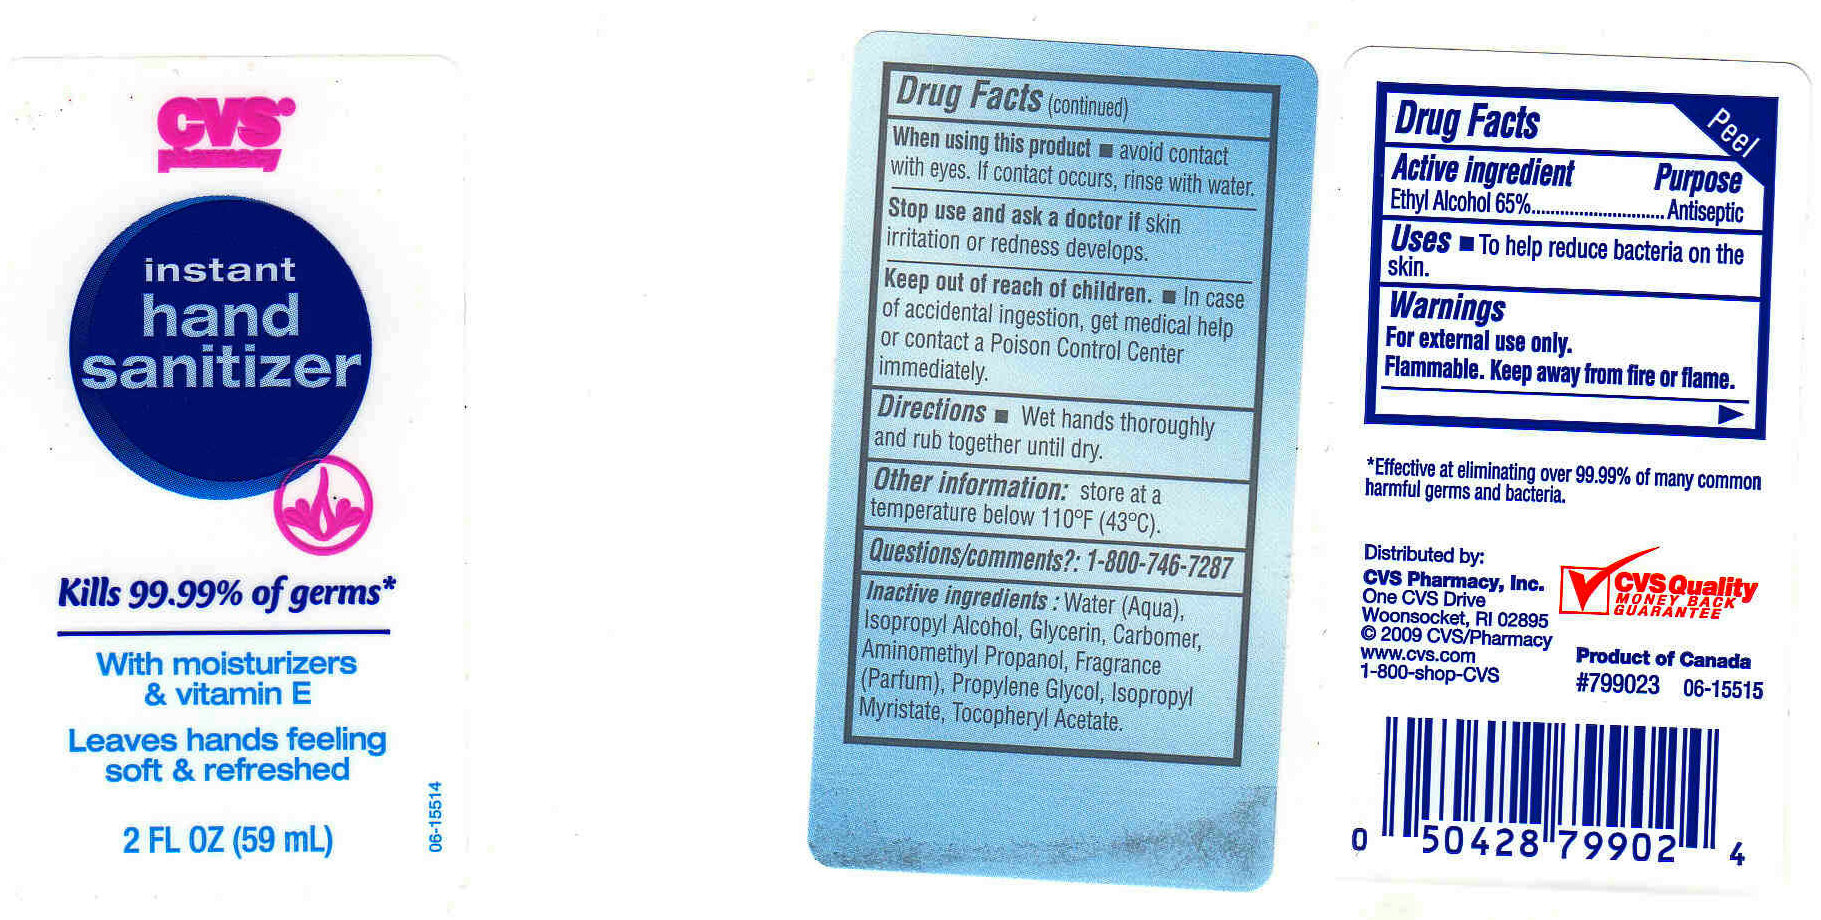 CVS
pharmacy
instant
hand
sanitizer
Kills 99.99% of germs*
With moisturizers
& vitamin E
Leaves hands feeling
soft & refreshed
2 FL OZ (59 mL)
06-15514
Drug Facts (continued)
When using this product ■ avoid contact
with eyes. If contact occurs, rinse with water.
Stop use and ask a doctor if skin
irritation or redness develops.
Keep out of reach of children. ■ In case
of accidental ingestion, get medical help
or contact a Poison Control Center
immediately.
Directions ■ Wet hands thoroughly
and rub together until dry.
Other information: store at a
temperature below 110°F (43°C).
Questions/comments?: 1-800-746-7287
Inactive ingredients : Water (Aqua),
Isopropyl Alcohol, Glycerin, Carbomer,
Aminomethyl Propanol, Fragrance
(Parfum), Propylene Glycol, Isopropyl
Myristate, Tocopheryl Acetate.
Drug Facts
Peel
Active ingredient Purpose
Ethyl Alcohol 65%............................Antiseptic
Uses ■ To help reduce bacteria on the
skin.
Warnings
For external use only.
Flammable. Keep away from fire or flame.
*Effective at eliminating over 99.99% of many common
harmful germs and bacteria.
Distributed by:
CVS Pharmacy, Inc.
One CVS Drive
Woonsocket, RI 02895
© 2009 CVS/Pharmacy
www.cvs.com
1-800-shop-CVS
CVS Quality
MONEY BACK
GUARANTEE
Product of Canada
#799023 06-15515
0 50428 79902 4